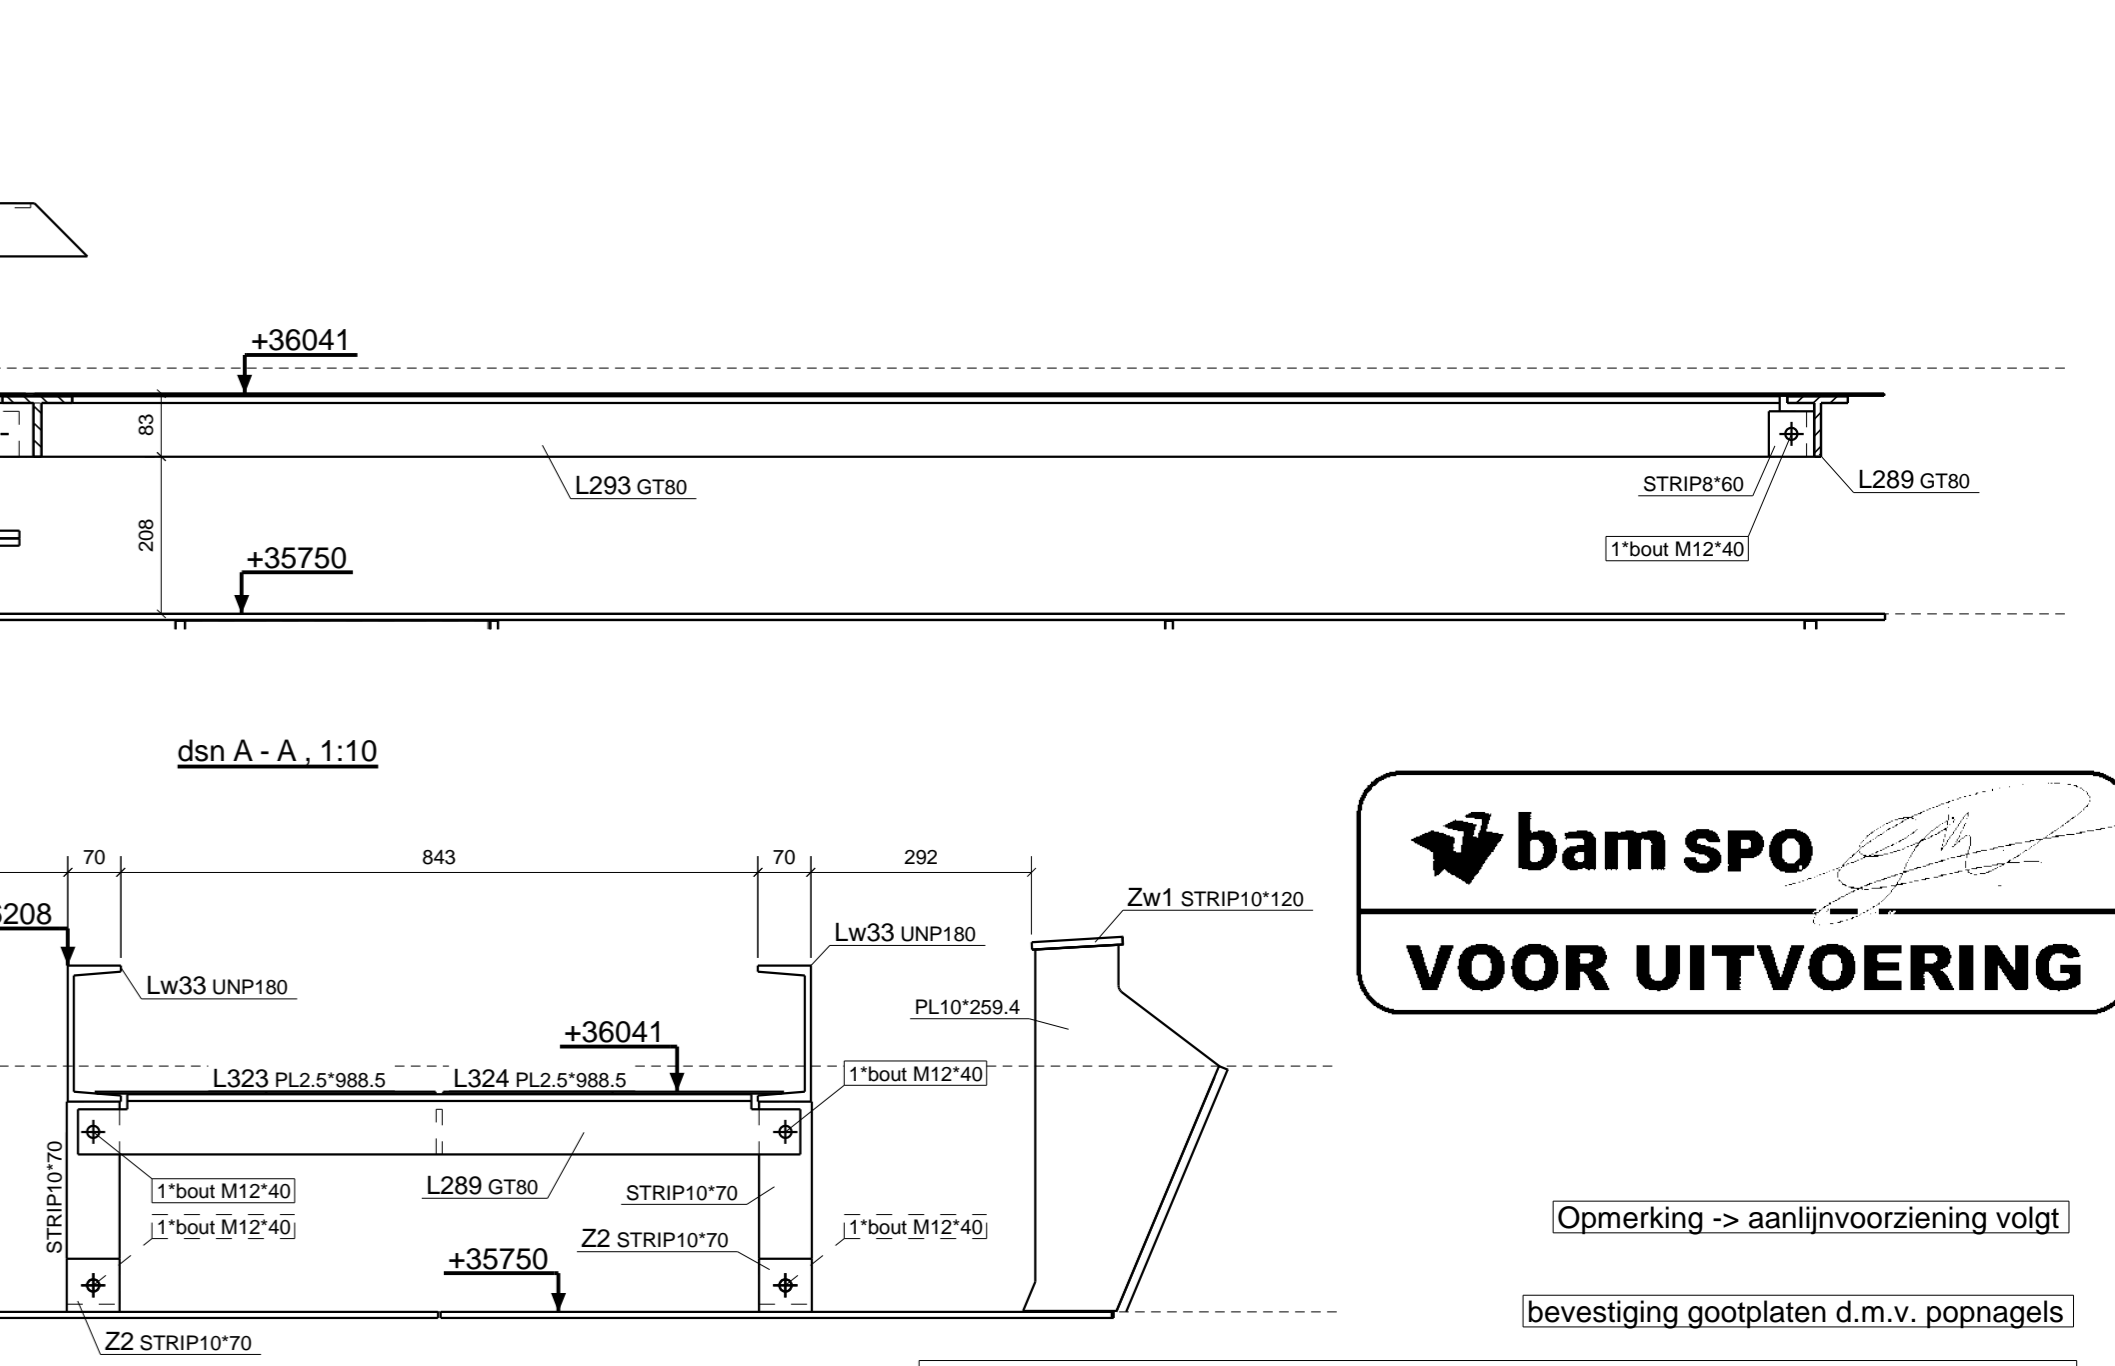 +36041
83
L293 GT80
STRIP8*60
L289 GT80
208
1*bout M12*40
+35750
dsn A - A , 1:10
bam SPO
VOOR UITVOERING
70
843
70
292
Zw1 STRIP10*120
6208
Lw33 UNP180
Lw33 UNP180
PL10*259.4
+36041
L323 PL2.5*988.5
L324 PL2.5*988.5
1*bout M12*40
STRIP10*70
1*bout M12*40
L289 GT80
STRIP10*70
1*bout M12*40
1*bout M12*40
Z2 STRIP10*70
+35750
Z2 STRIP10*70
Opmerking -> aanlijnvoorziening volgt
bevestiging gootplaten d.m.v. popnagels